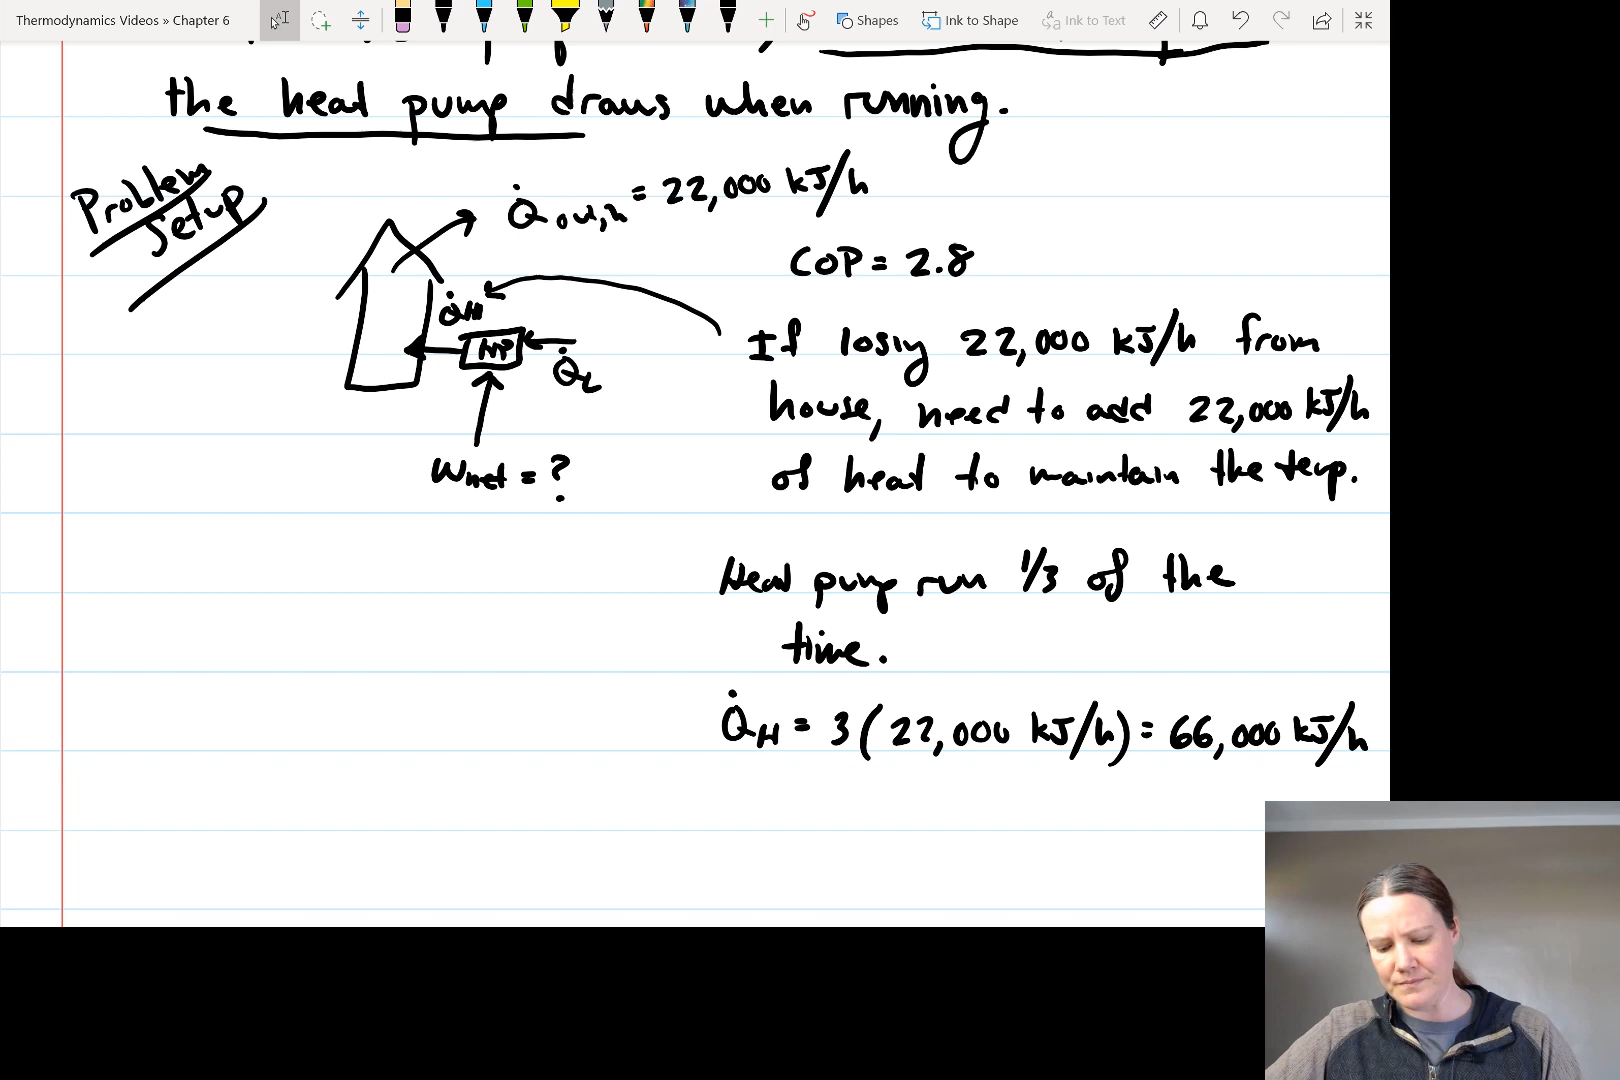 Thermodynamics Videos » Chapter 6
Shapes
Ink to Shape
Ink to Text
the heat pump draws when running.
Problem
Setup
Q̇out,h = 22,000 kJ/h
COP = 2.8
Q̇H
HP
Q̇L
Wnet = ?
If losing 22,000 kJ/h from
house, need to add 22,000 kJ/h
of heat to maintain the temp.
Heat pump run 1/3 of the
time.
Q̇H = 3(22,000 kJ/h) = 66,000 kJ/h